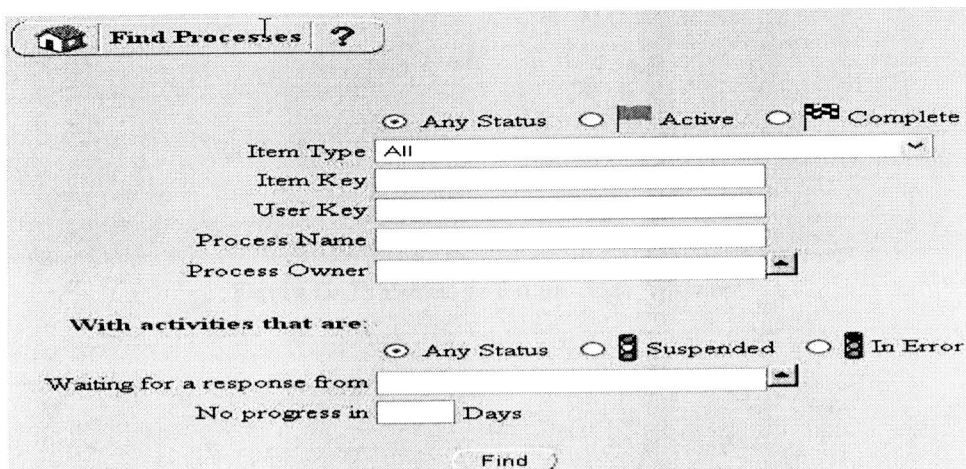 Find Processes ?
Any Status Active Complete
Item Type All
Item Key
User Key
Process Name
Process Owner
With activities that are:
Any Status Suspended In Error
Waiting for a response from
No progress in Days
Find